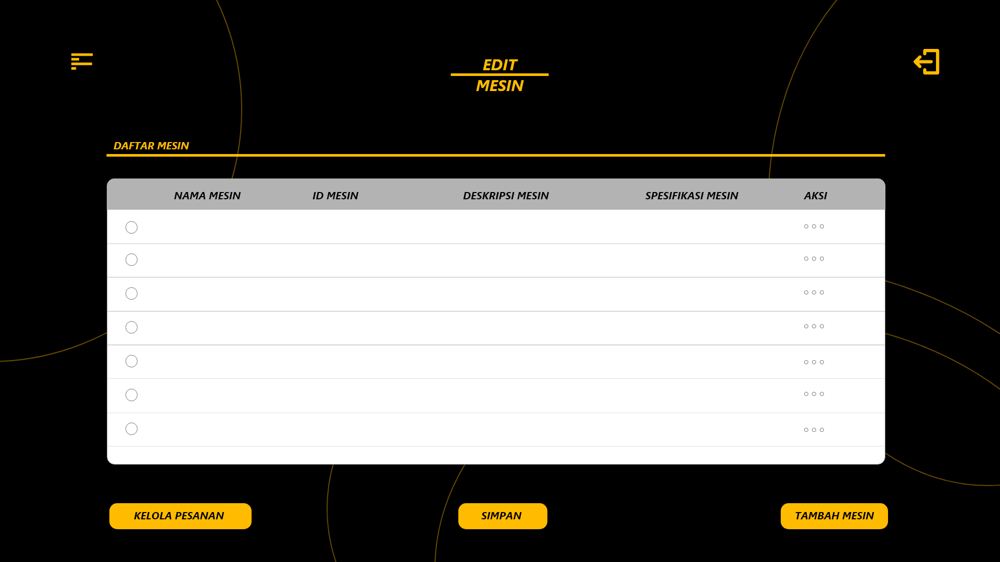 EDIT
MESIN
DAFTAR MESIN
NAMA MESIN ID MESIN DESKRIPSI MESIN SPESIFIKASI MESIN AKSI
KELOLA PESANAN SIMPAN TAMBAH MESIN